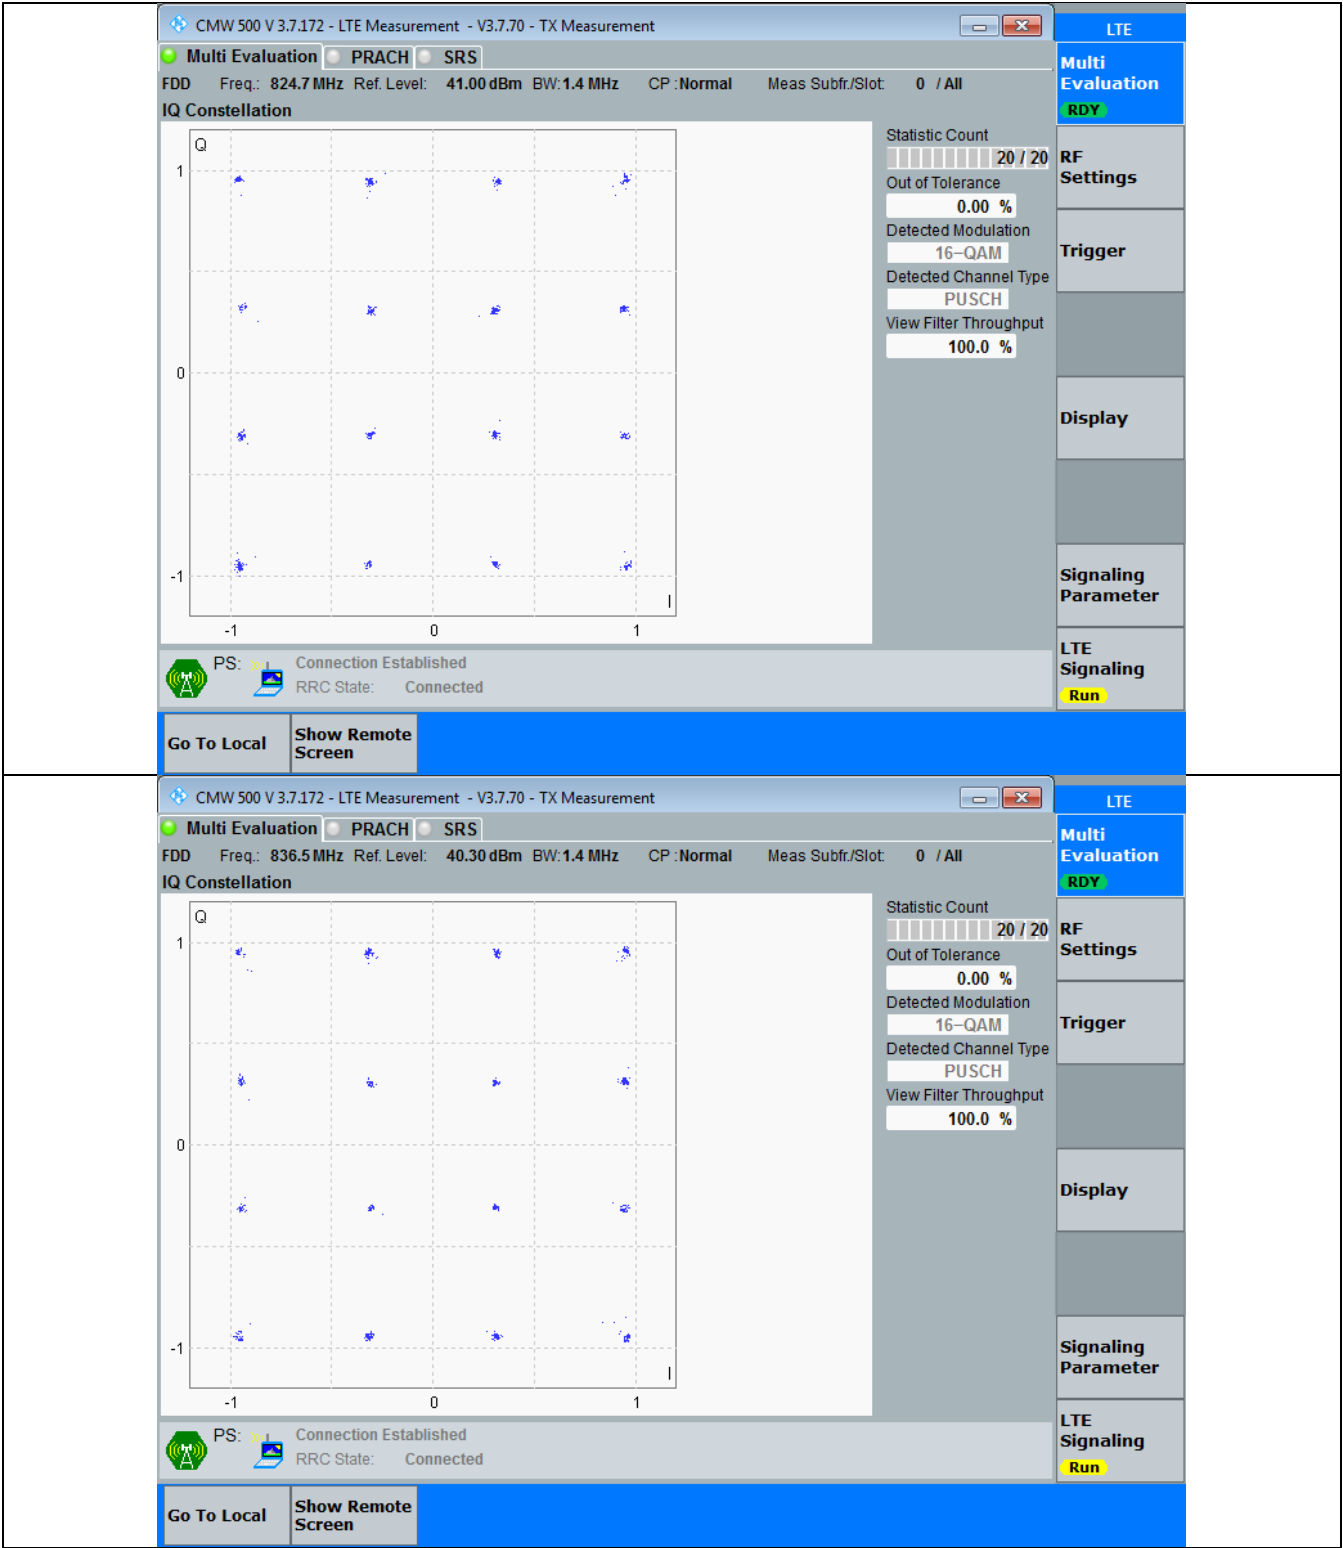 CMW 500 V 3.7.172 - LTE Measurement - V3.7.70 - TX Measurement
LTE
Multi Evaluation PRACH SRS
Multi
Evaluation
RDY
FDD Freq.: 824.7 MHz Ref. Level: 41.00 dBm BW: 1.4 MHz CP : Normal Meas Subfr./Slot: 0 / All
IQ Constellation
Q
1
0
-1
I
-1 0 1
Statistic Count
20 / 20
Out of Tolerance
0.00 %
Detected Modulation
16-QAM
Detected Channel Type
PUSCH
View Filter Throughput
100.0 %
RF
Settings
Trigger
Display
Signaling
Parameter
LTE
Signaling
Run
PS: Connection Established
RRC State: Connected
Go To Local
Show Remote
Screen
CMW 500 V 3.7.172 - LTE Measurement - V3.7.70 - TX Measurement
LTE
Multi Evaluation PRACH SRS
Multi
Evaluation
RDY
FDD Freq.: 836.5 MHz Ref. Level: 40.30 dBm BW: 1.4 MHz CP : Normal Meas Subfr./Slot: 0 / All
IQ Constellation
Q
1
0
-1
I
-1 0 1
Statistic Count
20 / 20
Out of Tolerance
0.00 %
Detected Modulation
16-QAM
Detected Channel Type
PUSCH
View Filter Throughput
100.0 %
RF
Settings
Trigger
Display
Signaling
Parameter
LTE
Signaling
Run
PS: Connection Established
RRC State: Connected
Go To Local
Show Remote
Screen